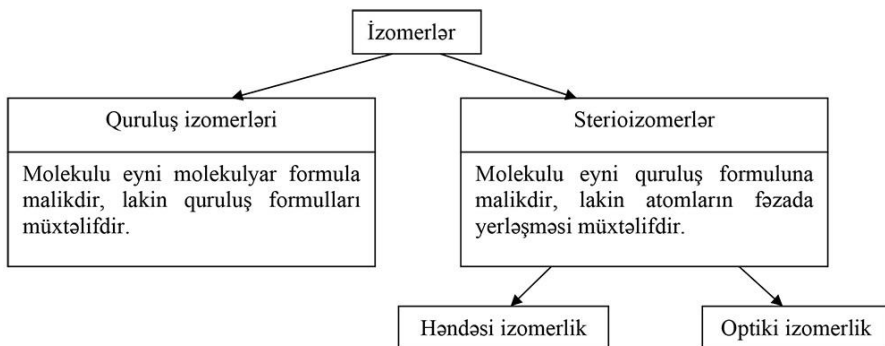 İzomerlər
Quruluş izomerləri
Molekulu eyni molekulyar formula
malikdir, lakin quruluş formulları
müxtəlifdir.
Sterioizomerlər
Molekulu eyni quruluş formuluna
malikdir, lakin atomların fəzada
yerləşməsi müxtəlifdir.
Həndəsi izomerlik
Optiki izomerlik